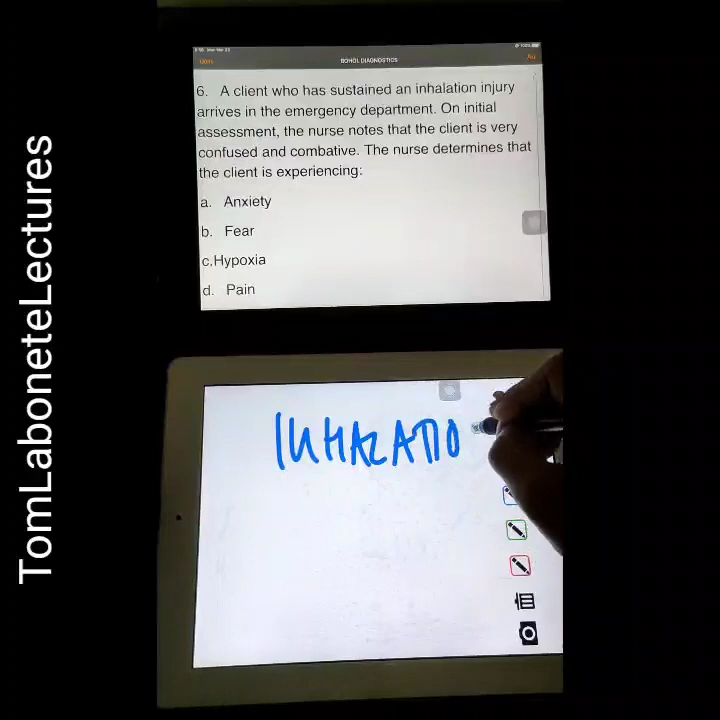 BOHOL DIAGNOSTICS
6. A client who has sustained an inhalation injury
arrives in the emergency department. On initial
assessment, the nurse notes that the client is very
confused and combative. The nurse determines that
the client is experiencing:
a. Anxiety
b. Fear
c.Hypoxia
d. Pain
TomLaboneteLectures
INHALATIO